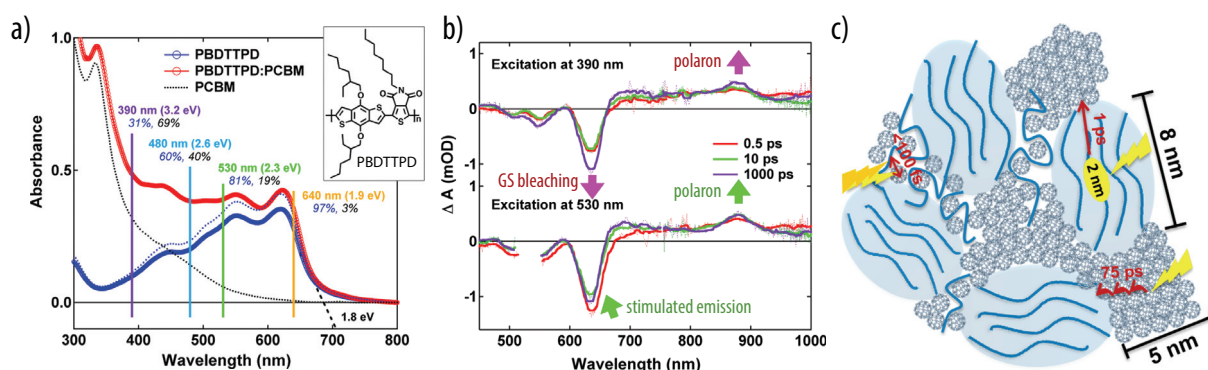 a)
1.0
0.5
0.0
Absorbance
300
400
500
600
700
800
Wavelength (nm)
PBDTTPD
PBDTTPD:PCBM
PCBM
390 nm (3.2 eV)
31%, 69%
480 nm (2.6 eV)
60%, 40%
530 nm (2.3 eV)
81%, 19%
640 nm (1.9 eV)
97%, 3%
1.8 eV
O
N
O
S
S
S
O
O
n
PBDTTPD
b)
1
0
-1
1
0
-1
Δ A (mOD)
Excitation at 390 nm
polaron
0.5 ps
10 ps
1000 ps
GS bleaching
polaron
Excitation at 530 nm
stimulated emission
500
600
700
800
900
1000
Wavelength (nm)
c)
<100 fs
1 ps
2 nm
8 nm
75 ps
5 nm